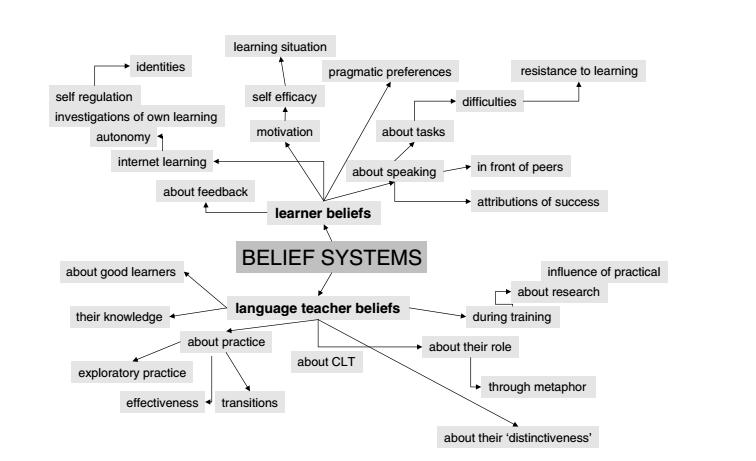 learning situation
identities
pragmatic preferences
resistance to learning
self regulation
self efficacy
difficulties
investigations of own learning
autonomy
motivation
about tasks
internet learning
about speaking
in front of peers
about feedback
attributions of success
learner beliefs
BELIEF SYSTEMS
about good learners
influence of practical
about research
language teacher beliefs
their knowledge
during training
about practice
about their role
about CLT
exploratory practice
through metaphor
effectiveness
transitions
about their ‘distinctiveness’